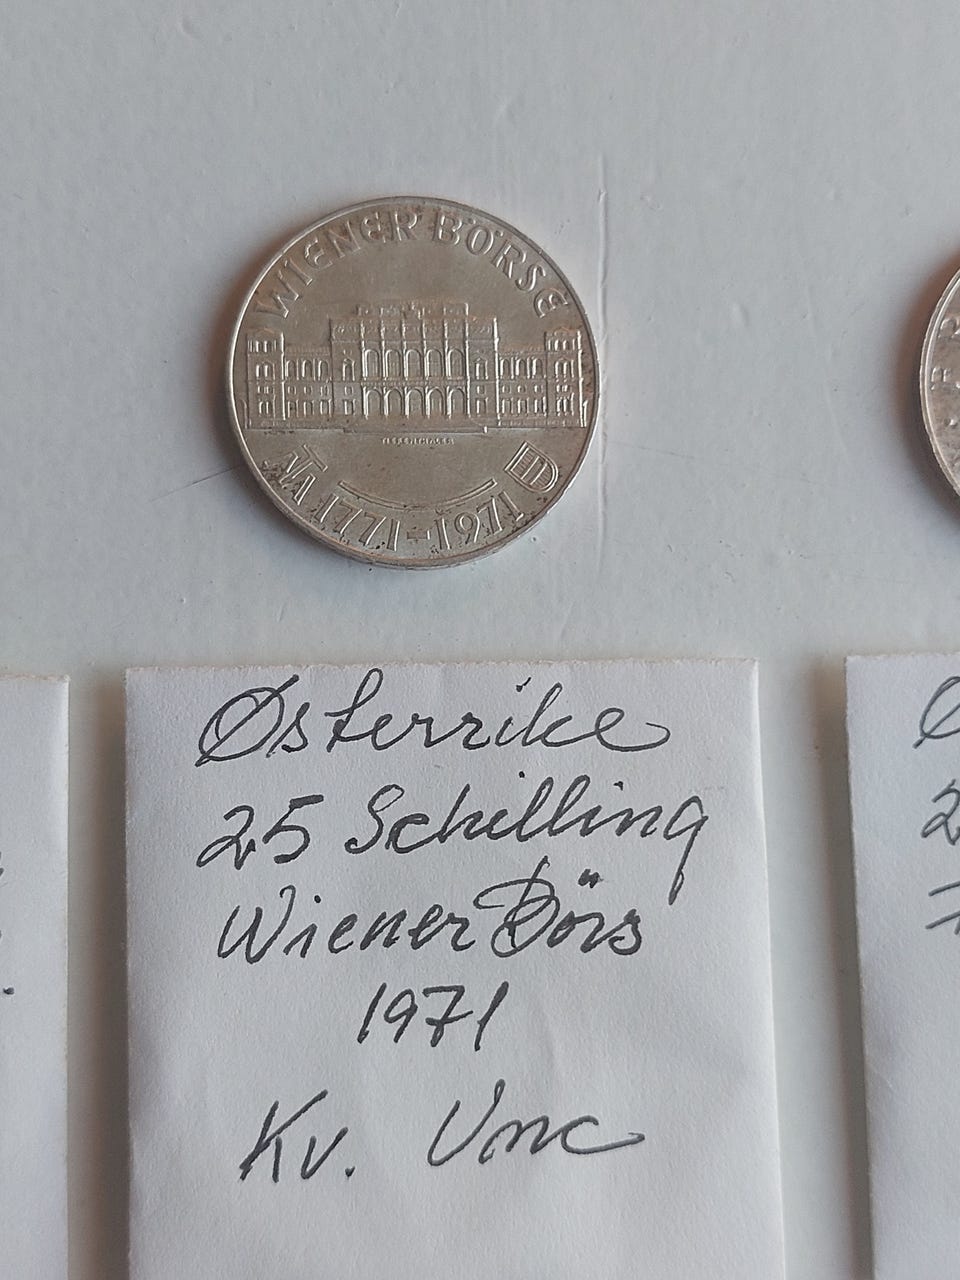 WIENER BÖRSE
1771-1971
Østerrike
25 Schilling
Wiener Börs
1971
Kv. Unc